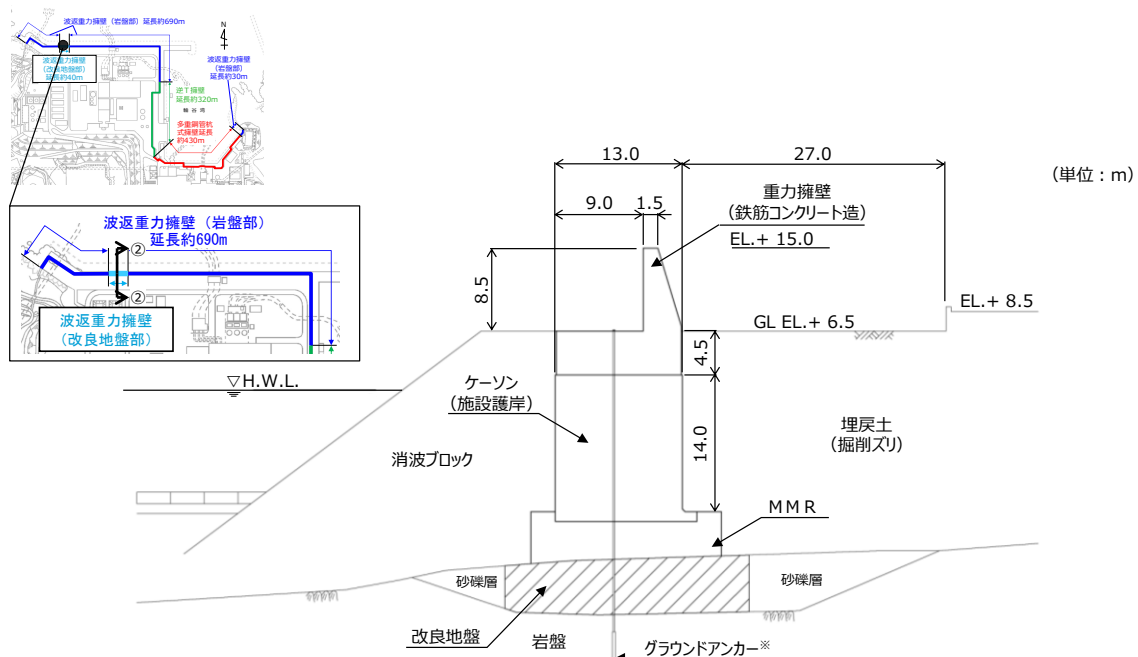 波返重力擁壁（岩盤部）延長約690m
N
波返重力擁壁
（改良地盤部）
延長約40m
波返重力擁壁
（岩盤部）
延長約30m
逆T擁壁
延長約320m
輪谷湾
多重鋼管杭
式擁壁延長
約430m
波返重力擁壁（岩盤部）
延長約690m
②
②
波返重力擁壁
（改良地盤部）
（単位：m）
13.0
27.0
9.0
1.5
重力擁壁
（鉄筋コンクリート造）
EL.+ 15.0
8.5
EL.+ 8.5
GL EL.+ 6.5
4.5
▽H.W.L.
ケーソン
（施設護岸）
埋戻土
（掘削ズリ）
消波ブロック
14.0
ＭＭＲ
砂礫層
砂礫層
改良地盤
岩盤
グラウンドアンカー※